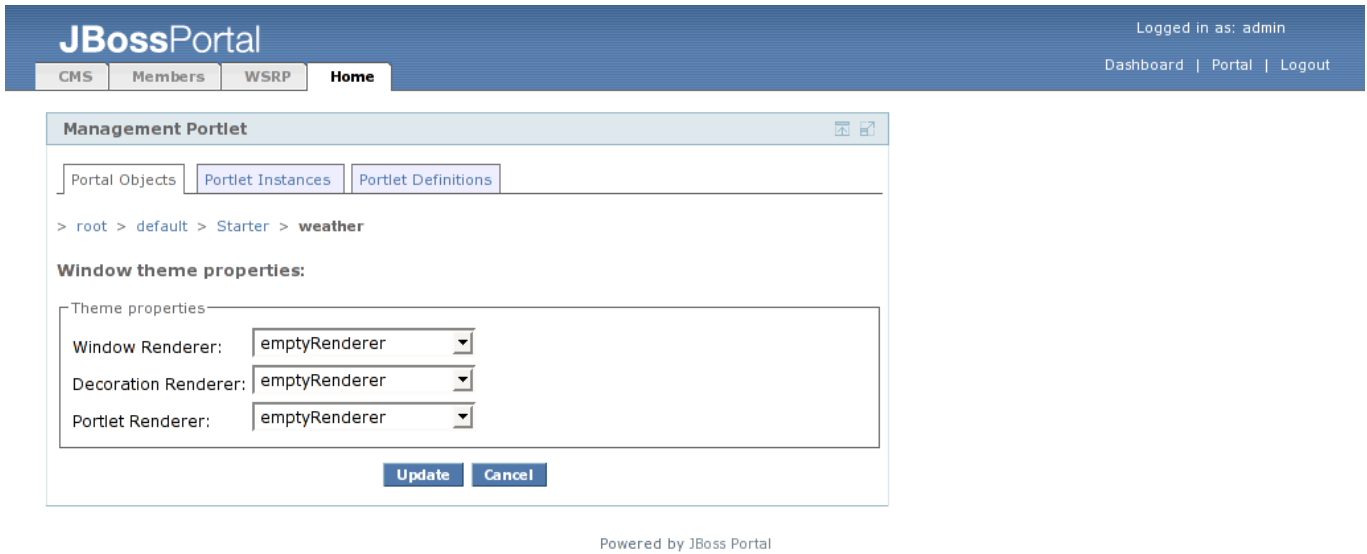 JBossPortal
Logged in as: admin
Dashboard | Portal | Logout
CMS Members WSRP Home
Management Portlet
Portal Objects Portlet Instances Portlet Definitions
> root > default > Starter > weather
Window theme properties:
Theme properties
Window Renderer: emptyRenderer
Decoration Renderer: emptyRenderer
Portlet Renderer: emptyRenderer
Update Cancel
Powered by JBoss Portal